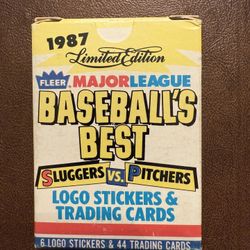 1987
Limited Edition
FLEER MAJOR LEAGUE
BASEBALL'S
BEST
SLUGGERS VS. PITCHERS
LOGO STICKERS &
TRADING CARDS
6 LOGO STICKERS & 44 TRADING CARDS